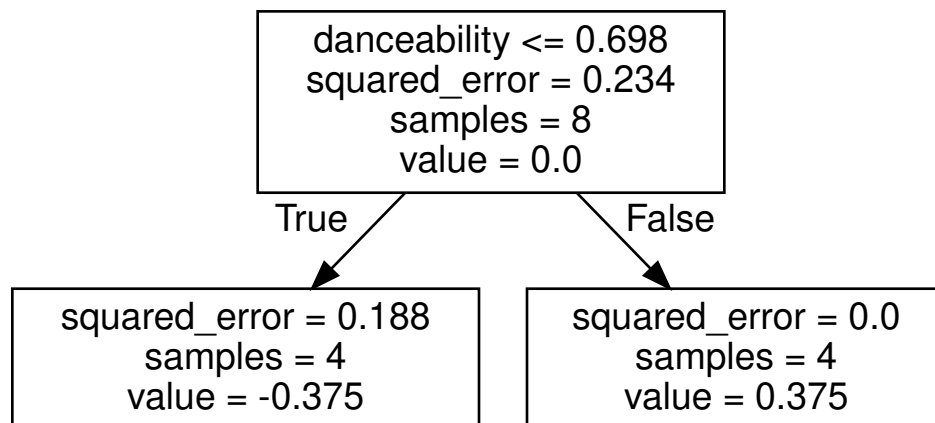 danceability <= 0.698
squared_error = 0.234
samples = 8
value = 0.0
True
False
squared_error = 0.188
samples = 4
value = -0.375
squared_error = 0.0
samples = 4
value = 0.375